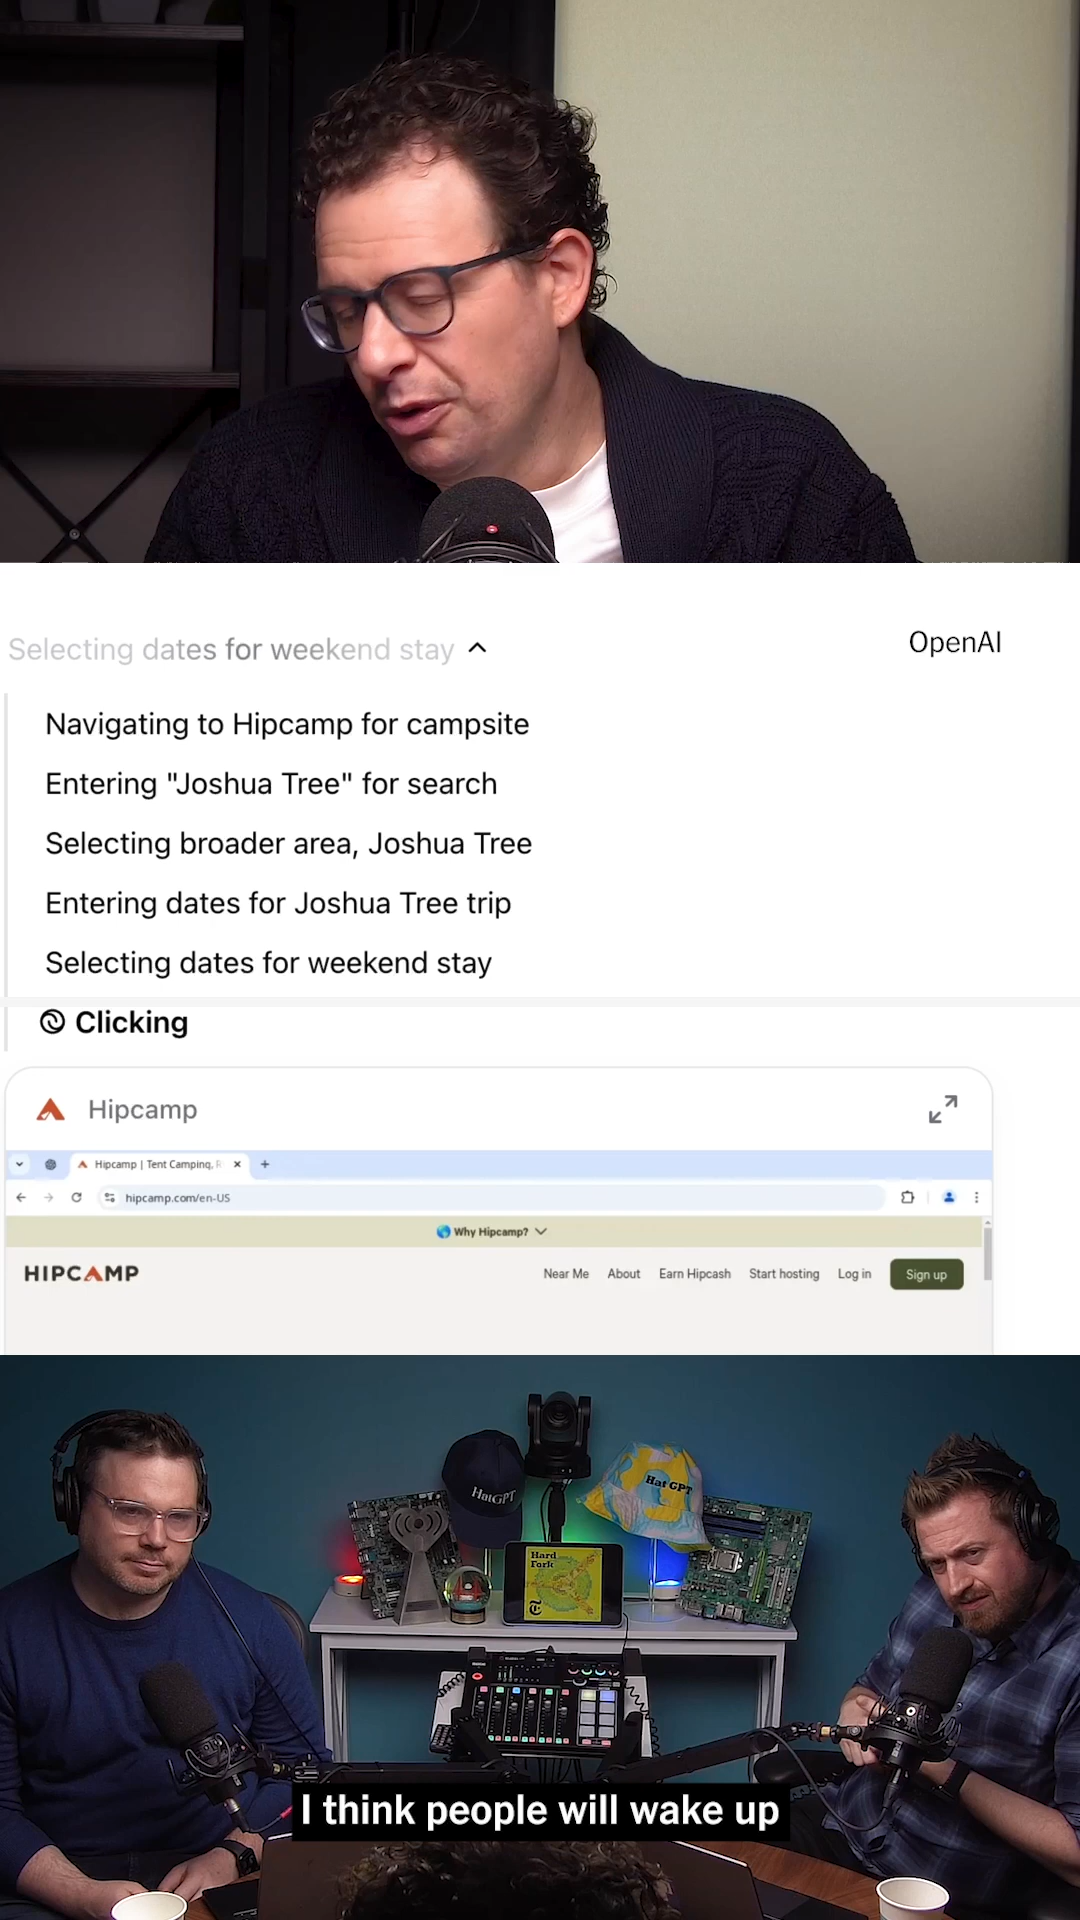 Selecting dates for weekend stay
OpenAI
Navigating to Hipcamp for campsite
Entering "Joshua Tree" for search
Selecting broader area, Joshua Tree
Entering dates for Joshua Tree trip
Selecting dates for weekend stay
Clicking
Hipcamp
Hipcamp | Tent Camping, R
hipcamp.com/en-US
Why Hipcamp?
HIPCAMP
Near Me About Earn Hipcash Start hosting Log in Sign up
HatGPT
Hat GPT
Hard
Fork
T
I think people will wake up